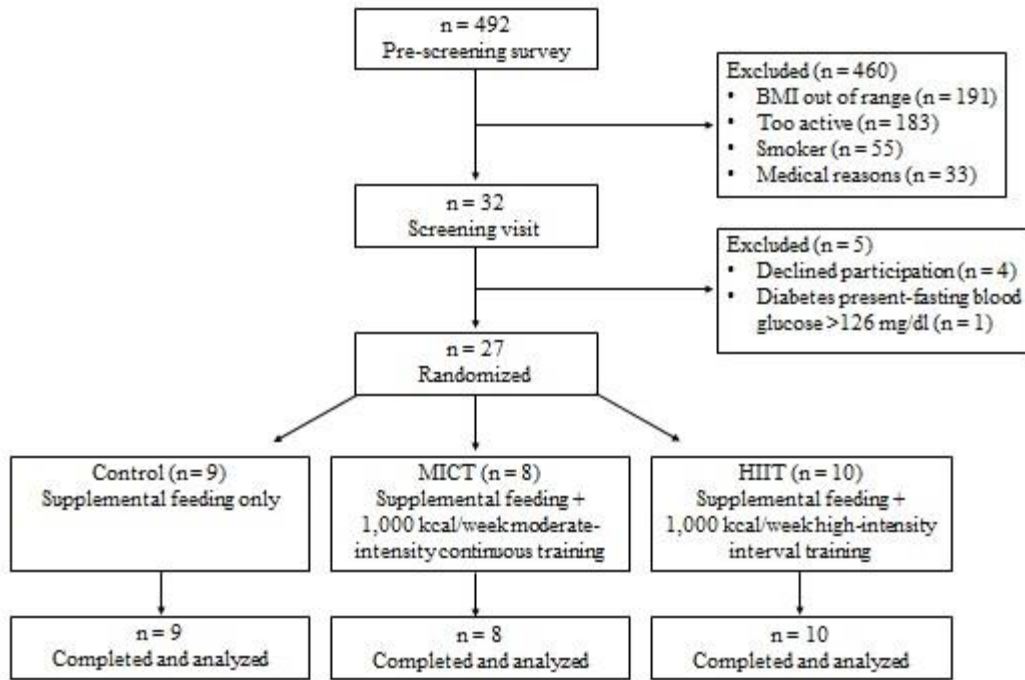 n = 492
Pre-screening survey
Excluded (n = 460)
• BMI out of range (n = 191)
• Too active (n = 183)
• Smoker (n = 55)
• Medical reasons (n = 33)
n = 32
Screening visit
Excluded (n = 5)
• Declined participation (n = 4)
• Diabetes present-fasting blood
glucose >126 mg/dl (n = 1)
n = 27
Randomized
Control (n = 9)
Supplemental feeding only
MICT (n = 8)
Supplemental feeding +
1,000 kcal/week moderate-
intensity continuous training
HIIT (n = 10)
Supplemental feeding +
1,000 kcal/week high-intensity
interval training
n = 9
Completed and analyzed
n = 8
Completed and analyzed
n = 10
Completed and analyzed